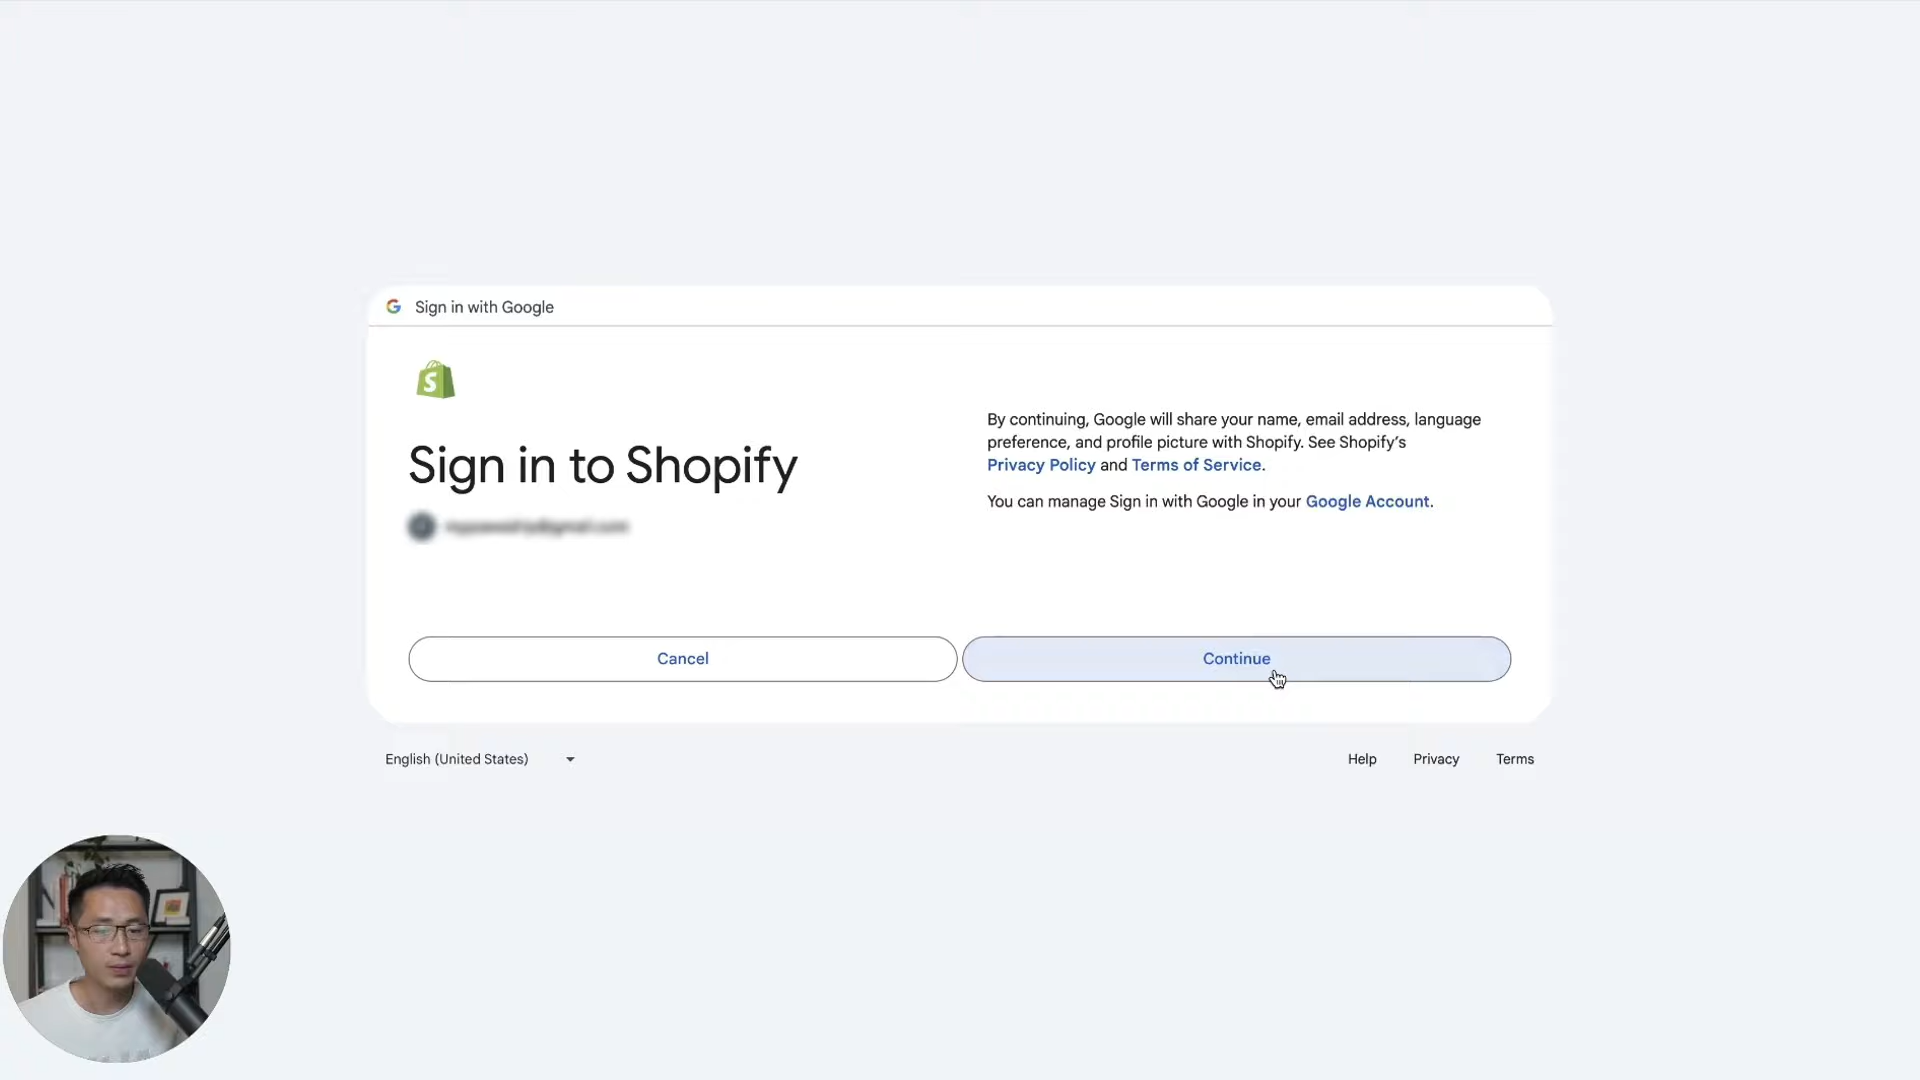 Sign in with Google
Sign in to Shopify
By continuing, Google will share your name, email address, language
preference, and profile picture with Shopify. See Shopify's
Privacy Policy and Terms of Service.
You can manage Sign in with Google in your Google Account.
Cancel
Continue
English (United States)
Help
Privacy
Terms